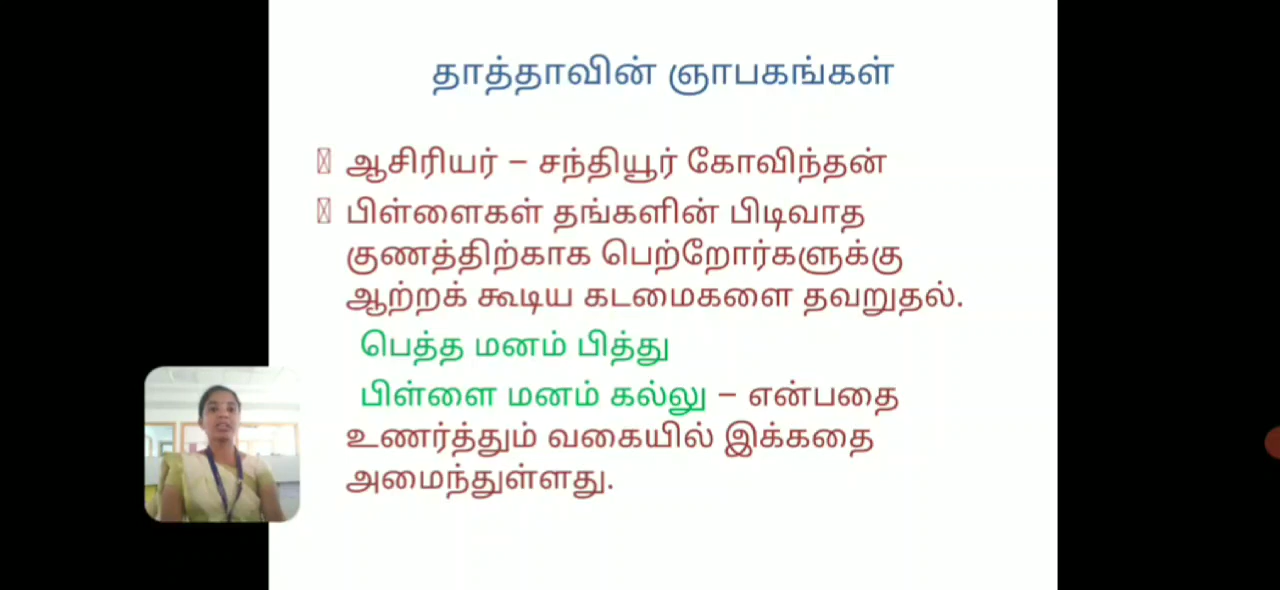 தாத்தாவின் ஞாபகங்கள்
ஆசிரியர் – சந்தியூர் கோவிந்தன்
பிள்ளைகள் தங்களின் பிடிவாத
குணத்திற்காக பெற்றோர்களுக்கு
ஆற்றக் கூடிய கடமைகளை தவறுதல்.
பெத்த மனம் பித்து
பிள்ளை மனம் கல்லு – என்பதை
உணர்த்தும் வகையில் இக்கதை
அமைந்துள்ளது.